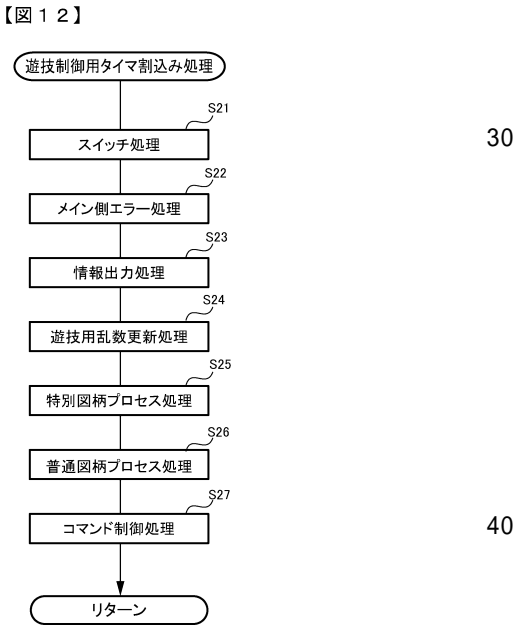 【図１２】
遊技制御用タイマ割込み処理
S21
スイッチ処理
30
S22
メイン側エラー処理
S23
情報出力処理
S24
遊技用乱数更新処理
S25
特別図柄プロセス処理
S26
普通図柄プロセス処理
S27
コマンド制御処理
40
リターン